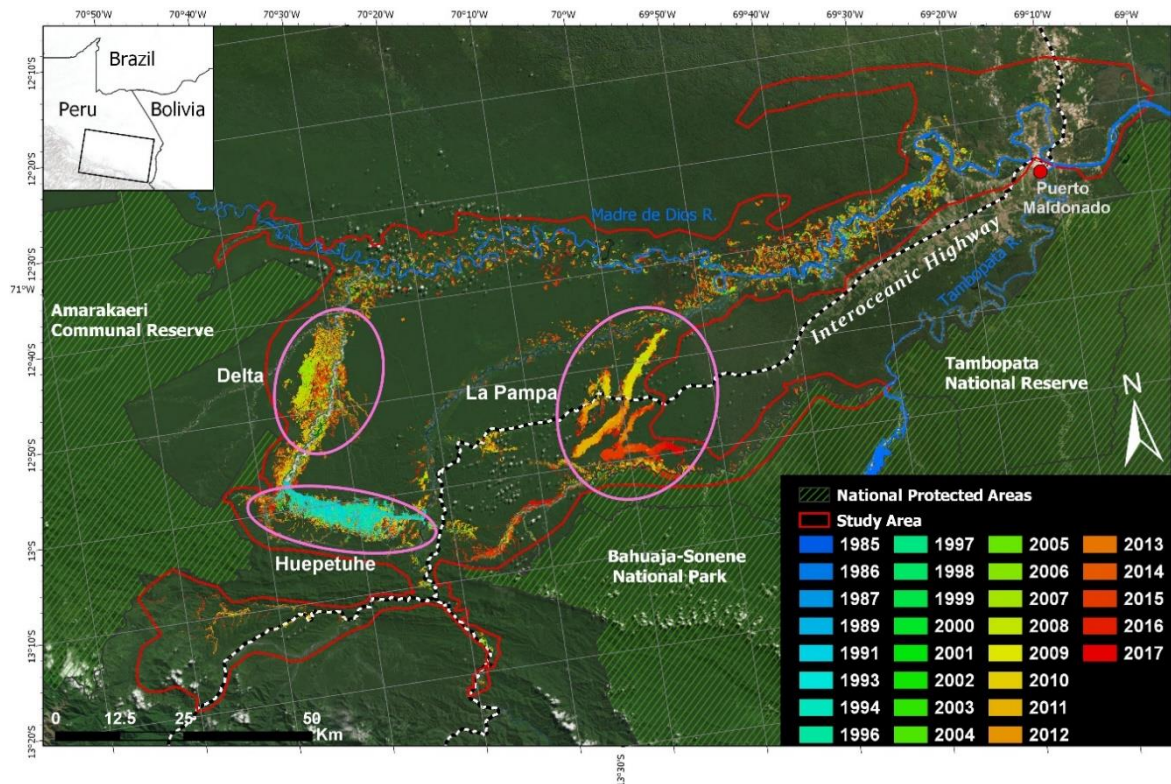 70°50'W 70°40'W 70°30'W 70°20'W 70°10'W 70°W 69°50'W 69°40'W 69°30'W 69°20'W 69°10'W 69°W
12°10'S
12°20'S
12°30'S
71°W
12°40'S
12°50'S
13°S
13°10'S
13°20'S
13°30'S
Brazil
Peru
Bolivia
Madre de Dios R.
Puerto
Maldonado
Interoceanic Highway
Tambopata R.
Amarakaeri
Communal Reserve
Delta
La Pampa
Tambopata
National Reserve
N
Huepetuhe
Bahuaja-Sonene
National Park
0 12.5 25 50
Km
National Protected Areas
Study Area
1985 1997 2005 2013
1986 1998 2006 2014
1987 1999 2007 2015
1989 2000 2008 2016
1991 2001 2009 2017
1993 2002 2010
1994 2003 2011
1996 2004 2012